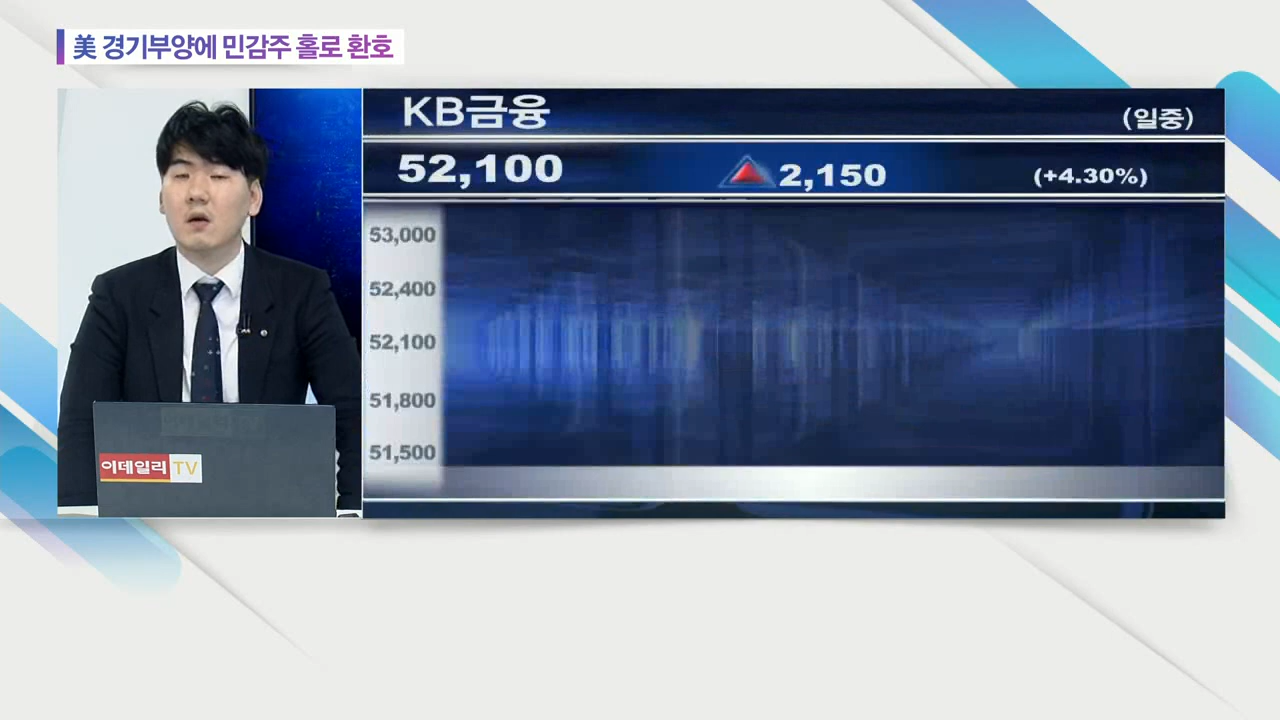 美 경기부양에 민감주 홀로 환호
KB금융
(일중)
52,100 2,150 (+4.30%)
53,000
52,400
52,100
51,800
51,500
이데일리 TV